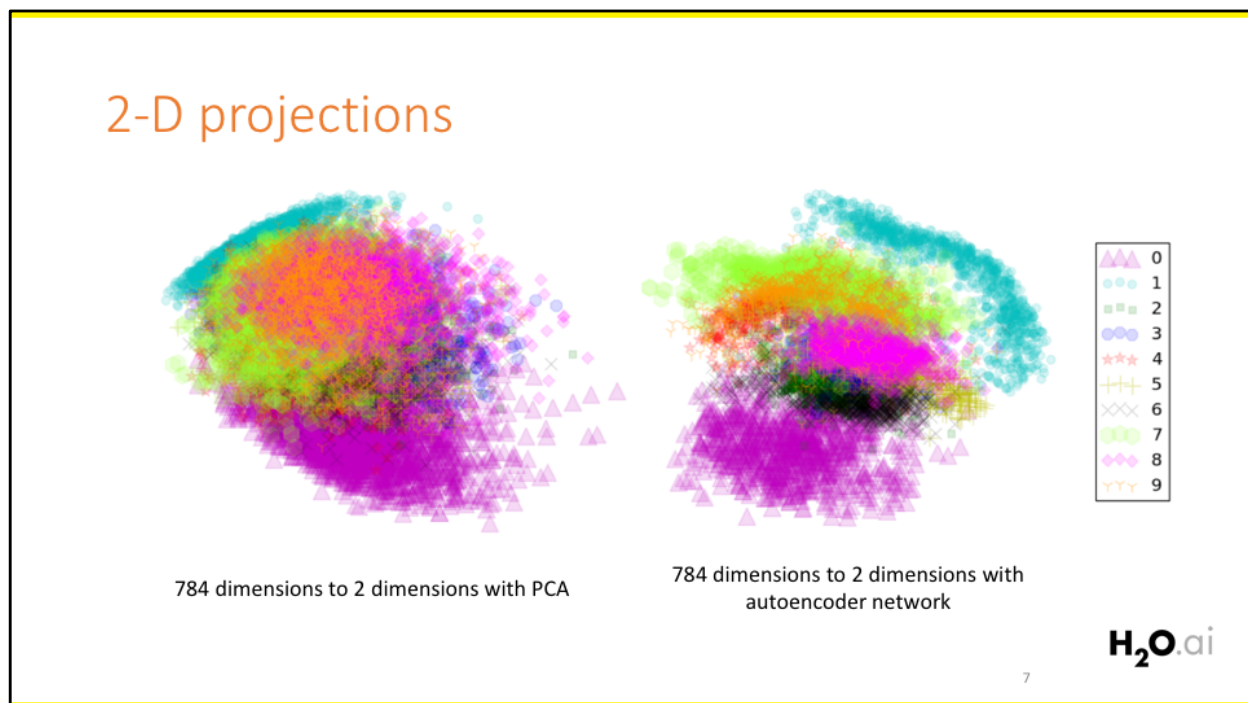 2-D projections
0
1
2
3
4
5
6
7
8
9
784 dimensions to 2 dimensions with PCA
784 dimensions to 2 dimensions with
autoencoder network
H2O.ai
7